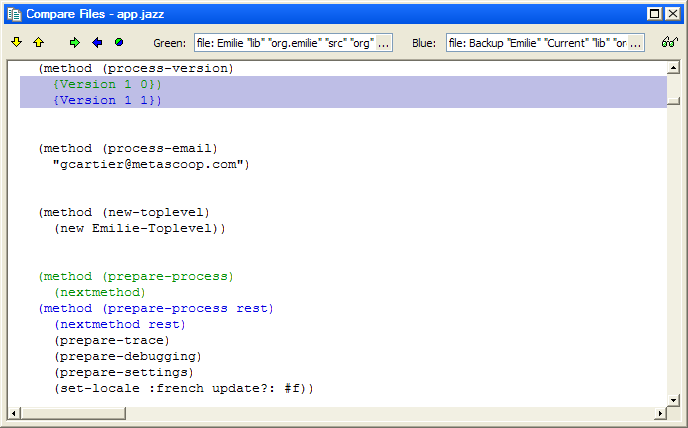 Compare Files - app.jazz
Green: file: Emilie "lib" "org.emilie" "src" "org" ... Blue: file: Backup "Emilie" "Current" "lib" "or ...
(method (process-version)
{Version 1 0})
{Version 1 1})
(method (process-email)
"gcartier@metascoop.com")
(method (new-toplevel)
(new Emilie-Toplevel))
(method (prepare-process)
(nextmethod)
(method (prepare-process rest)
(nextmethod rest)
(prepare-trace)
(prepare-debugging)
(prepare-settings)
(set-locale :french update?: #f))